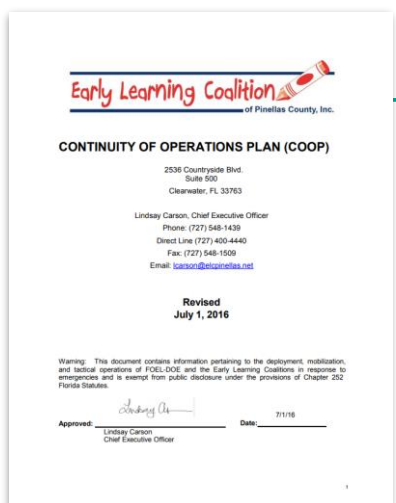 Early Learning Coalition
of Pinellas County, Inc.
CONTINUITY OF OPERATIONS PLAN (COOP)
2536 Countryside Blvd.
Suite 500
Clearwater, FL 33763
Lindsay Carson, Chief Executive Officer
Phone: (727) 548-1439
Direct Line (727) 400-4440
Fax: (727) 548-1509
Email: lcarson@elcpinellas.net
Revised
July 1, 2016
Warning: This document contains information pertaining to the deployment, mobilization,
and tactical operations of FOEL-DOE and the Early Learning Coalitions in response to
emergencies and is exempt from public disclosure under the provisions of Chapter 252
Florida Statutes.
Approved: Date: 7/1/16
Lindsay Carson
Chief Executive Officer
1